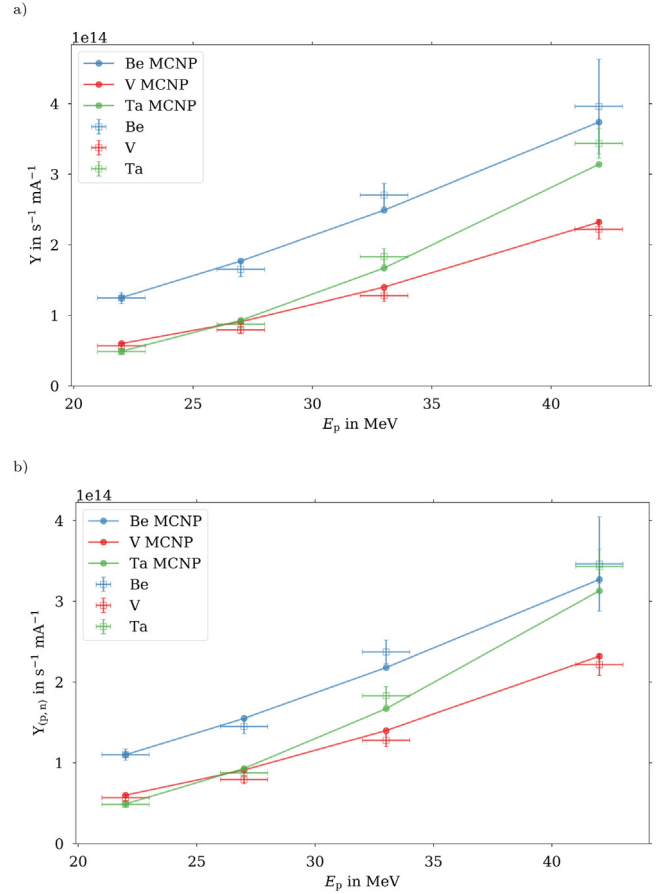 a)
1e14
Be MCNP
V MCNP
Ta MCNP
Be
V
Ta
4
3
2
1
0
Y in s⁻¹ mA⁻¹
20
25
30
35
40
Eₚ in MeV
b)
1e14
Be MCNP
V MCNP
Ta MCNP
Be
V
Ta
4
3
2
1
0
Y₍ₚ,ₙ₎ in s⁻¹ mA⁻¹
20
25
30
35
40
Eₚ in MeV